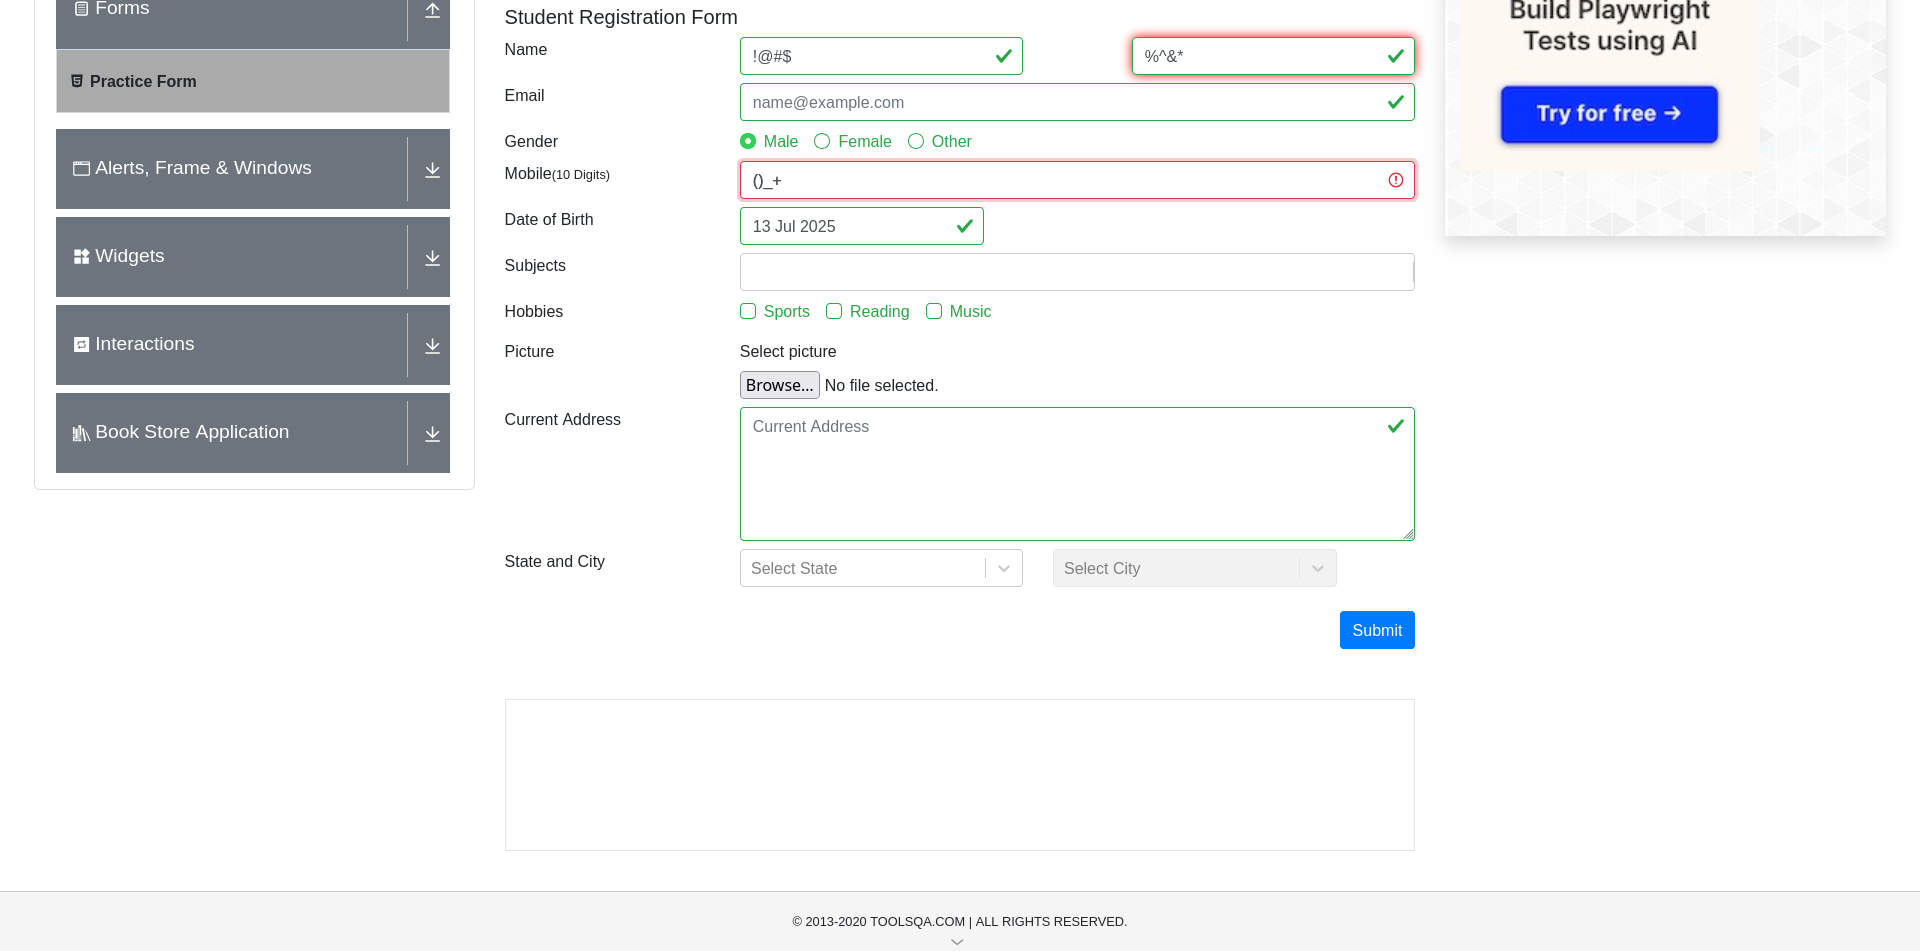 Forms
Practice Form
Alerts, Frame & Windows
Widgets
Interactions
Book Store Application
Student Registration Form
Name
!@#$
%^&*
Email
name@example.com
Gender
Male
Female
Other
Mobile(10 Digits)
()_+
Date of Birth
13 Jul 2025
Subjects
Hobbies
Sports
Reading
Music
Picture
Select picture
Browse... No file selected.
Current Address
Current Address
State and City
Select State
Select City
Submit
Build Playwright
Tests using AI
Try for free →
© 2013-2020 TOOLSQA.COM | ALL RIGHTS RESERVED.